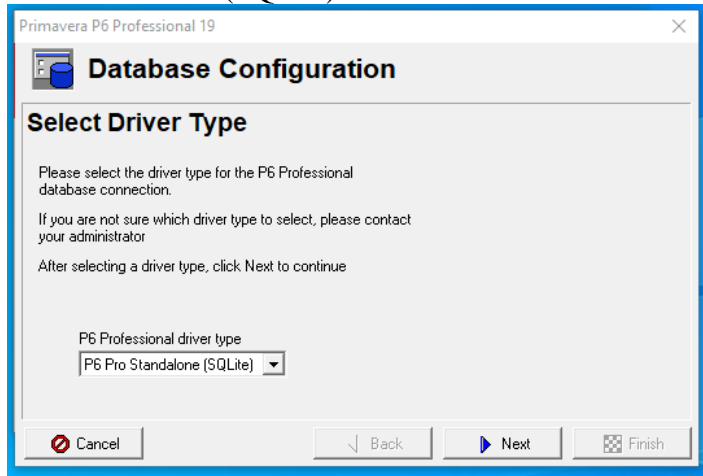 Primavera P6 Professional 19
Database Configuration
Select Driver Type
Please select the driver type for the P6 Professional
database connection.
If you are not sure which driver type to select, please contact
your administrator
After selecting a driver type, click Next to continue
P6 Professional driver type
P6 Pro Standalone (SQLite)
Cancel
Back
Next
Finish